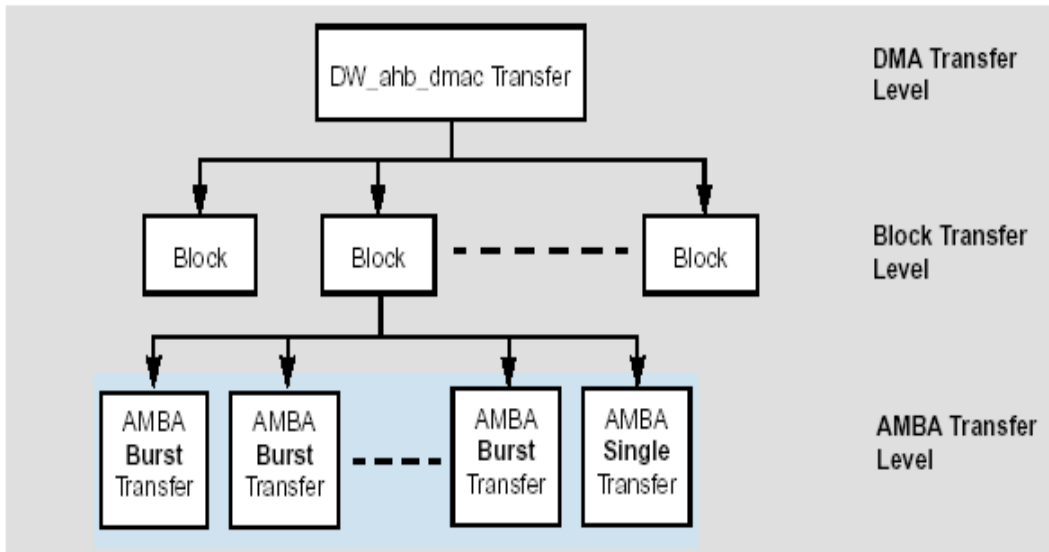 DW_ahb_dmac Transfer
DMA Transfer
Level
Block
Block
Block
Block Transfer
Level
AMBA
Burst
Transfer
AMBA
Burst
Transfer
AMBA
Burst
Transfer
AMBA
Single
Transfer
AMBA Transfer
Level